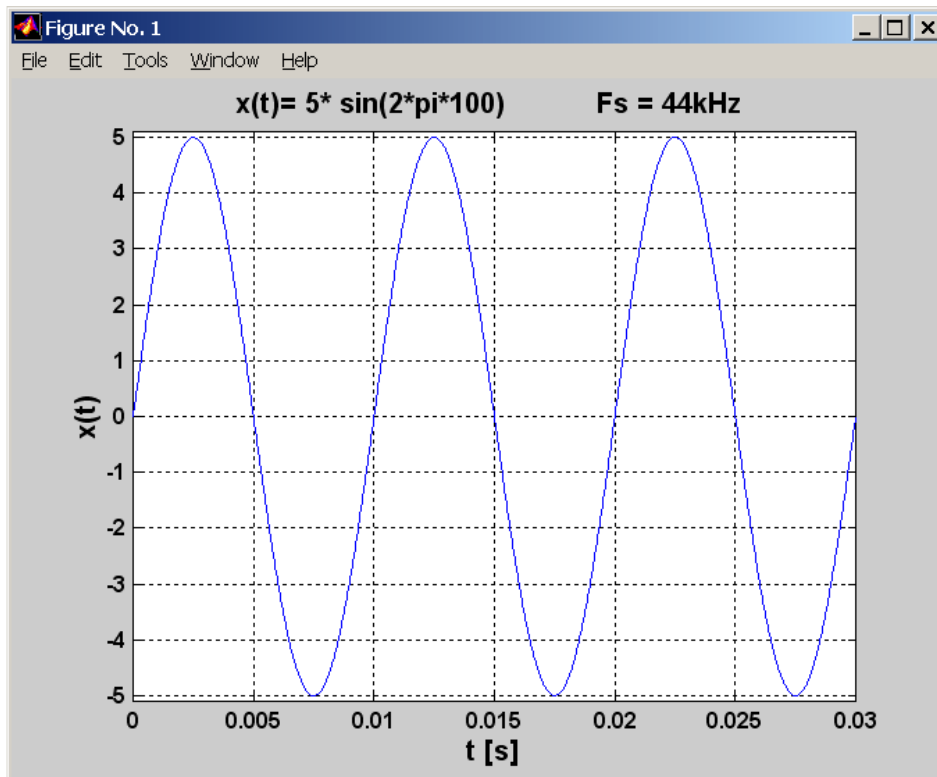 Figure No. 1
File Edit Tools Window Help
x(t)= 5* sin(2*pi*100) Fs = 44kHz
5
4
3
2
1
0
-1
-2
-3
-4
-5
x(t)
0 0.005 0.01 0.015 0.02 0.025 0.03
t [s]